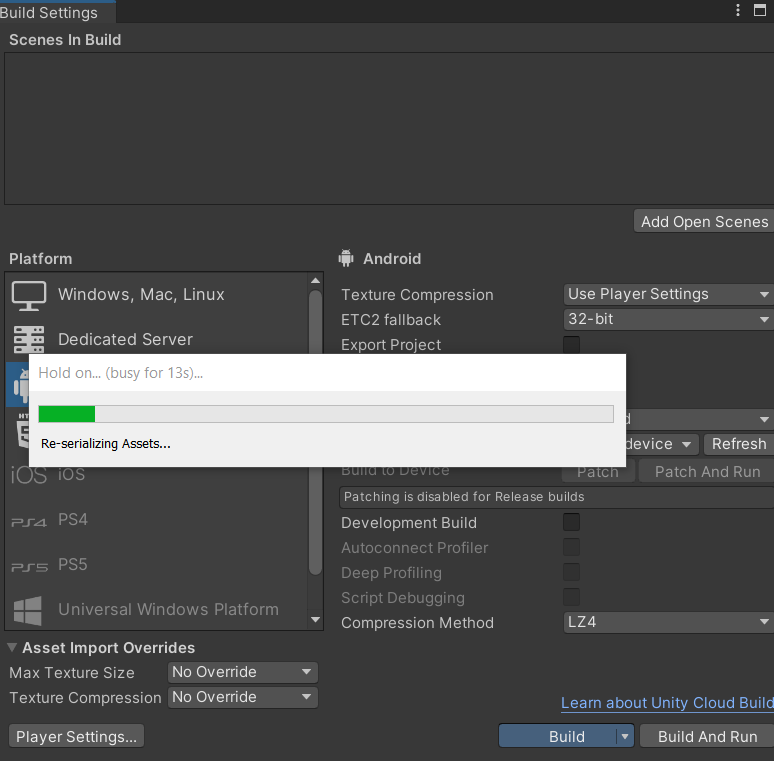 Build Settings
Scenes In Build
Add Open Scenes
Platform
Windows, Mac, Linux
Dedicated Server
iOS iOS
PS4 PS4
PS5 PS5
Universal Windows Platform
Android
Texture Compression Use Player Settings
ETC2 fallback 32-bit
Export Project
Hold on... (busy for 13s)...
Re-serializing Assets...
device Refresh
Build to Device Patch Patch And Run
Patching is disabled for Release builds
Development Build
Autoconnect Profiler
Deep Profiling
Script Debugging
Compression Method LZ4
Asset Import Overrides
Max Texture Size No Override
Texture Compression No Override
Learn about Unity Cloud Build
Player Settings... Build Build And Run